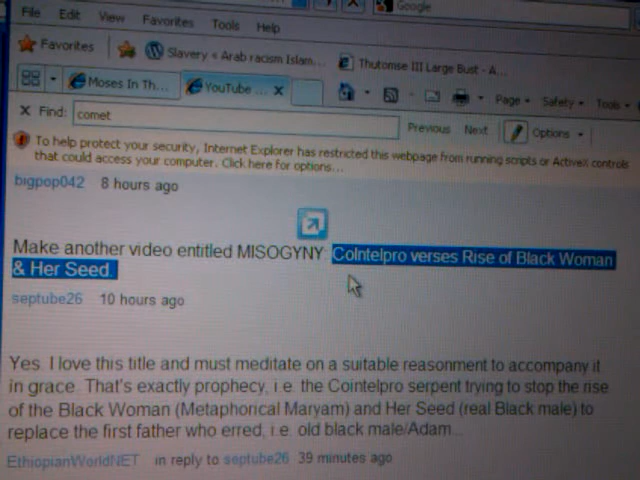 Google
File Edit View Favorites Tools Help
Favorites Slavery « Arab racism Islam... Thutomse III Large Bust - A...
Moses In Th... YouTube ... X Page Safety Tools
X Find: comet Previous Next Options
To help protect your security, Internet Explorer has restricted this webpage from running scripts or ActiveX controls
that could access your computer. Click here for options...
bigpop042 8 hours ago
Make another video entitled MISOGYNY: Cointelpro verses Rise of Black Woman
& Her Seed.
septube26 10 hours ago
Yes. I love this title and must meditate on a suitable reasonment to accompany it
in grace. That's exactly prophecy, i.e. the Cointelpro serpent trying to stop the rise
of the Black Woman (Metaphorical Maryam) and Her Seed (real Black male) to
replace the first father who erred, i.e. old black male/Adam...
EthiopianWorldNET in reply to septube26 39 minutes ago